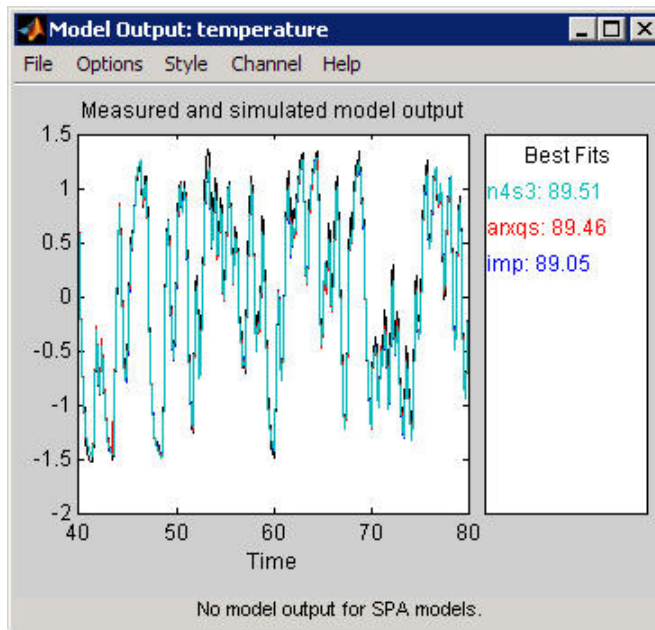 Model Output: temperature
File Options Style Channel Help
Measured and simulated model output
1.5
1
0.5
0
-0.5
-1
-1.5
-2
40 50 60 70 80
Time
Best Fits
n4s3: 89.51
arxqs: 89.46
imp: 89.05
No model output for SPA models.